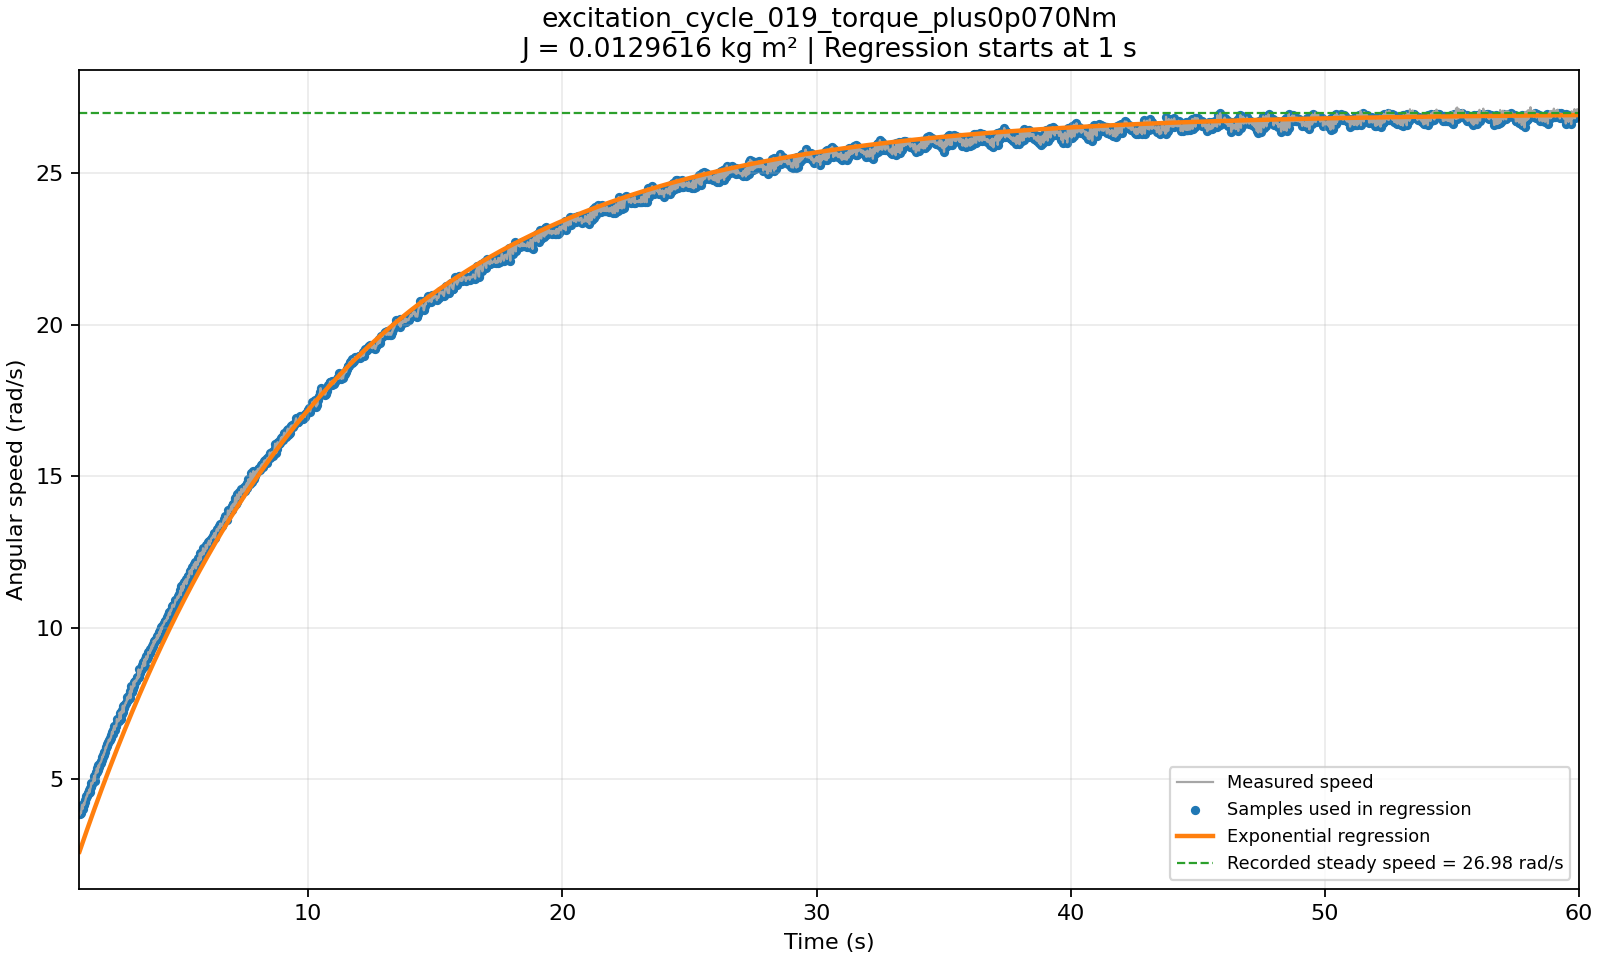 excitation_cycle_019_torque_plus0p070Nm
J = 0.0129616 kg m² | Regression starts at 1 s
Angular speed (rad/s)
25
20
15
10
5
Measured speed
Samples used in regression
Exponential regression
Recorded steady speed = 26.98 rad/s
10 20 30 40 50 60
Time (s)